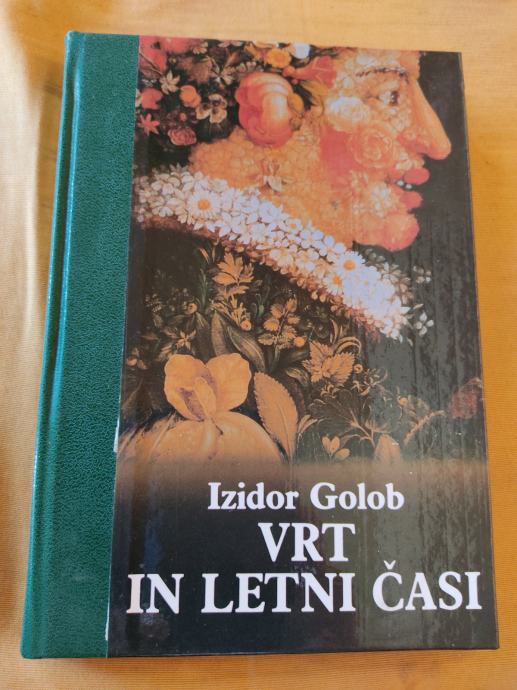 Izidor Golob
VRT
IN LETNI ČASI